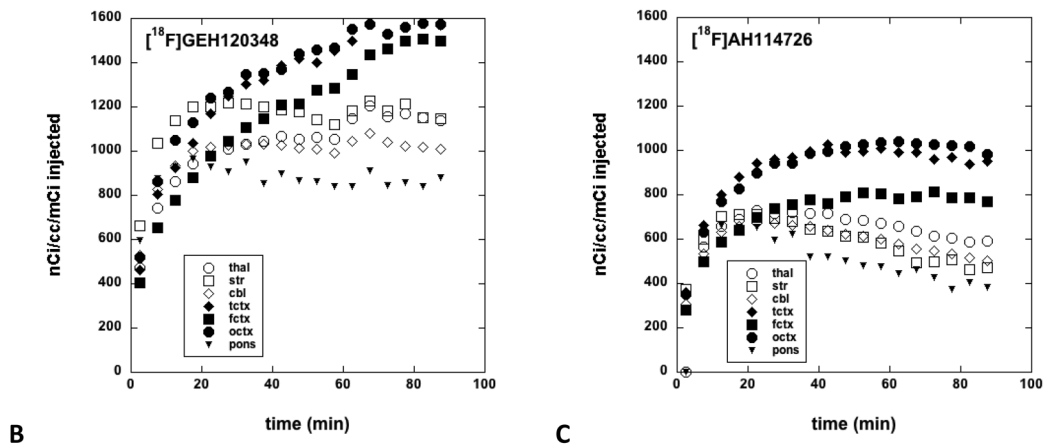 [18F]GEH120348
1600
1400
1200
1000
800
600
400
200
0
nCi/cc/mCi injected
thal
str
cbl
tctx
fctx
octx
pons
0 20 40 60 80 100
time (min)
B
[18F]AH114726
1600
1400
1200
1000
800
600
400
200
0
nCi/cc/mCi injected
thal
str
cbl
tctx
fctx
octx
pons
0 20 40 60 80 100
time (min)
C